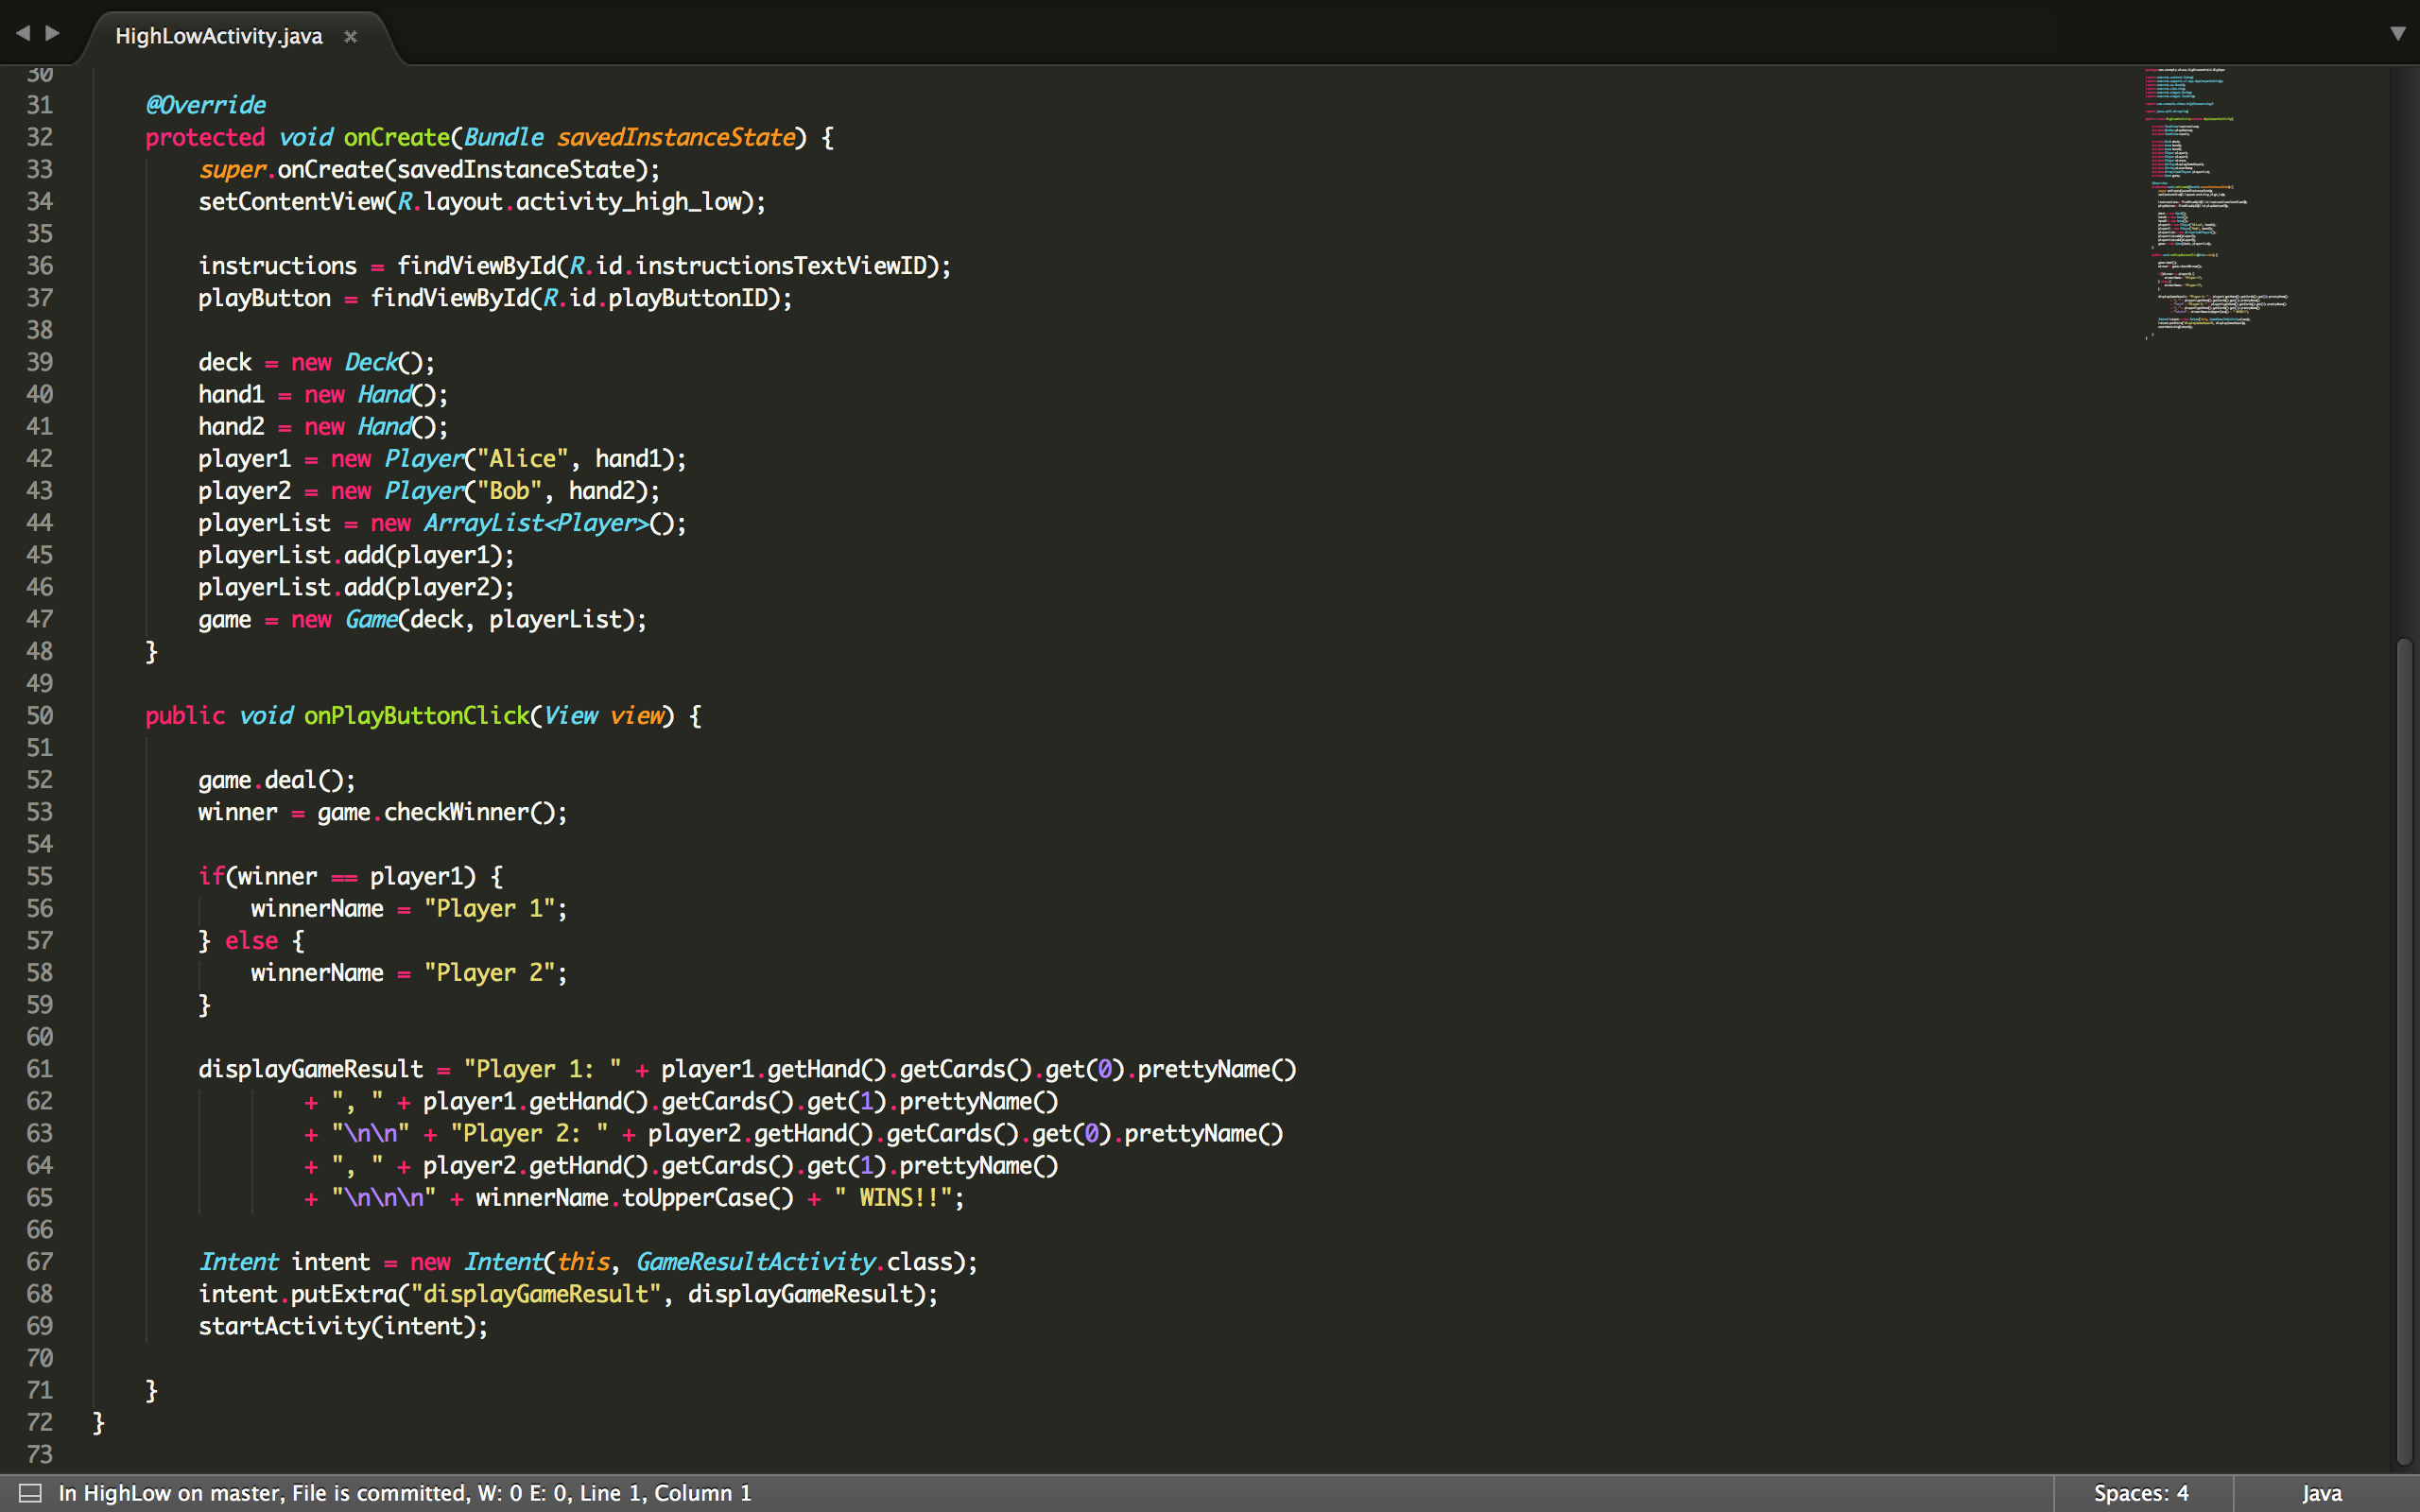 HighLowActivity.java
30
31 @Override
32 protected void onCreate(Bundle savedInstanceState) {
33 super.onCreate(savedInstanceState);
34 setContentView(R.layout.activity_high_low);
35
36 instructions = findViewById(R.id.instructionsTextViewID);
37 playButton = findViewById(R.id.playButtonID);
38
39 deck = new Deck();
40 hand1 = new Hand();
41 hand2 = new Hand();
42 player1 = new Player("Alice", hand1);
43 player2 = new Player("Bob", hand2);
44 playerList = new ArrayList<Player>();
45 playerList.add(player1);
46 playerList.add(player2);
47 game = new Game(deck, playerList);
48 }
49
50 public void onPlayButtonClick(View view) {
51
52 game.deal();
53 winner = game.checkWinner();
54
55 if(winner == player1) {
56 winnerName = "Player 1";
57 } else {
58 winnerName = "Player 2";
59 }
60
61 displayGameResult = "Player 1: " + player1.getHand().getCards().get(0).prettyName()
62 + ", " + player1.getHand().getCards().get(1).prettyName()
63 + "\n\n" + "Player 2: " + player2.getHand().getCards().get(0).prettyName()
64 + ", " + player2.getHand().getCards().get(1).prettyName()
65 + "\n\n\n" + winnerName.toUpperCase() + " WINS!!";
66
67 Intent intent = new Intent(this, GameResultActivity.class);
68 intent.putExtra("displayGameResult", displayGameResult);
69 startActivity(intent);
70
71 }
72 }
73
In HighLow on master, File is committed, W: 0 E: 0, Line 1, Column 1
Spaces: 4
Java